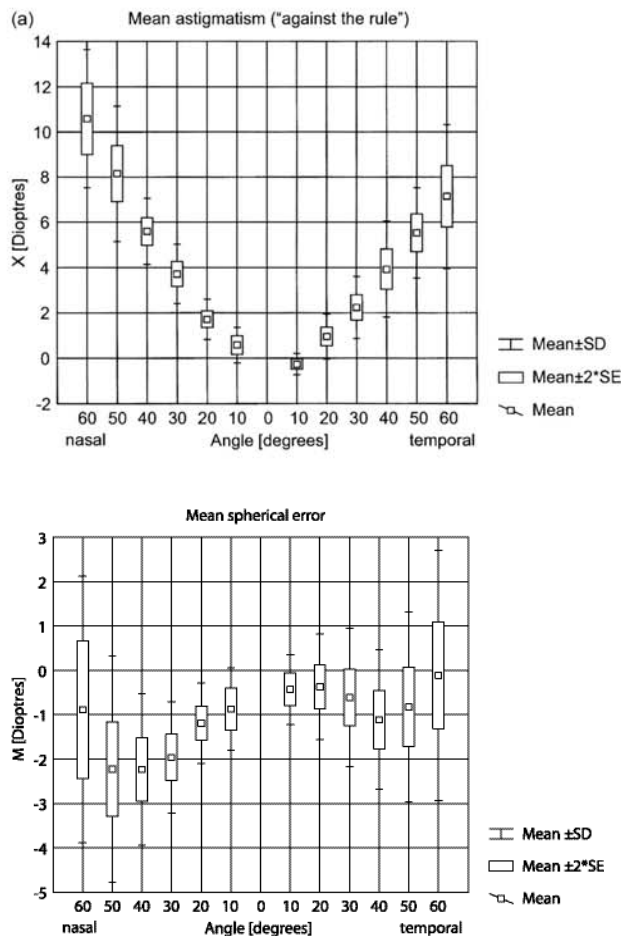 (a) Mean astigmatism ("against the rule")
14
12
10
8
6
4
2
0
-2
X [Dioptres]
60 50 40 30 20 10 0 10 20 30 40 50 60
nasal Angle [degrees] temporal
Mean±SD
Mean±2*SE
Mean
Mean spherical error
3
2
1
0
-1
-2
-3
-4
-5
M [Dioptres]
60 50 40 30 20 10 0 10 20 30 40 50 60
nasal Angle [degrees] temporal
Mean ±SD
Mean ±2*SE
Mean